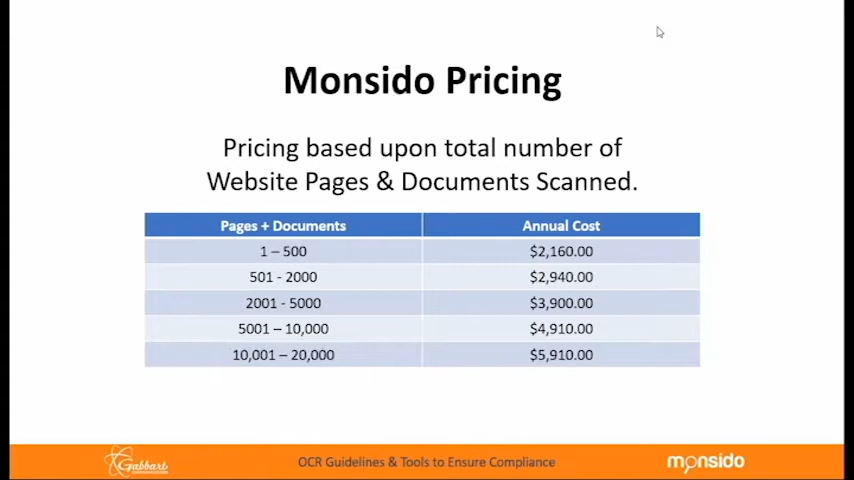 Monsido Pricing
Pricing based upon total number of
Website Pages & Documents Scanned.
Pages + Documents Annual Cost
1 – 500 $2,160.00
501 - 2000 $2,940.00
2001 - 5000 $3,900.00
5001 – 10,000 $4,910.00
10,001 – 20,000 $5,910.00
Gabbart OCR Guidelines & Tools to Ensure Compliance monsido